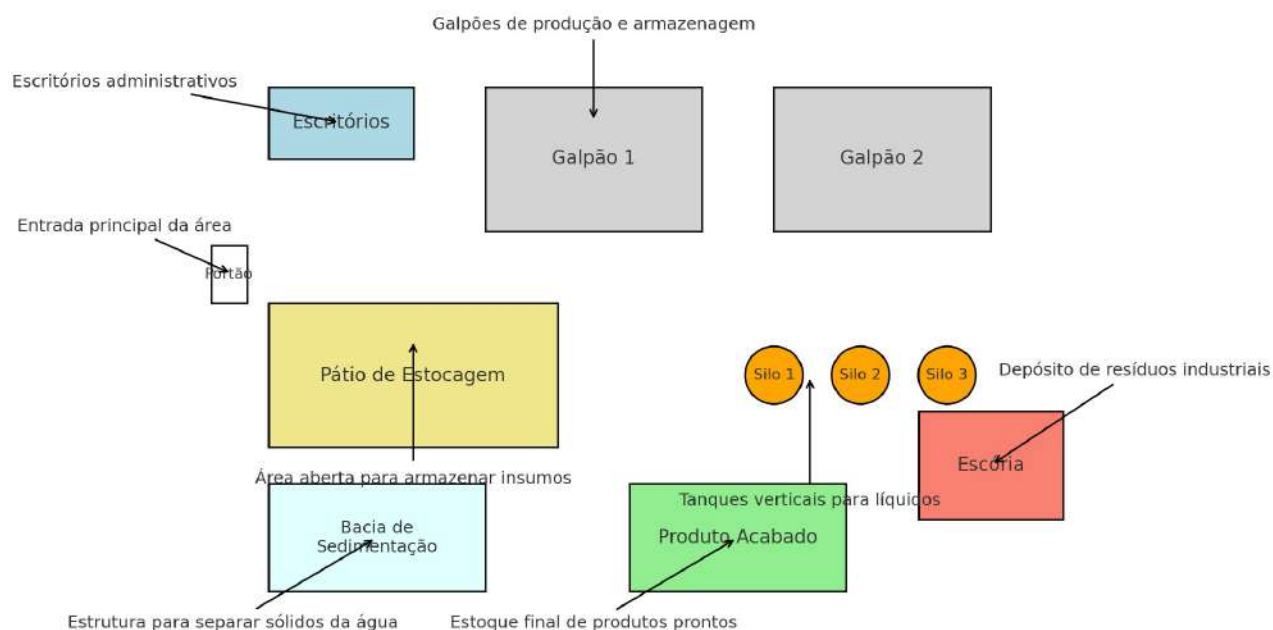 Galpões de produção e armazenagem
Escritórios administrativos
Escritórios
Galpão 1
Galpão 2
Entrada principal da área
Portão
Pátio de Estocagem
Silo 1
Silo 2
Silo 3
Depósito de resíduos industriais
Escória
Área aberta para armazenar insumos
Tanques verticais para líquidos
Bacia de
Sedimentação
Produto Acabado
Estrutura para separar sólidos da água
Estoque final de produtos prontos